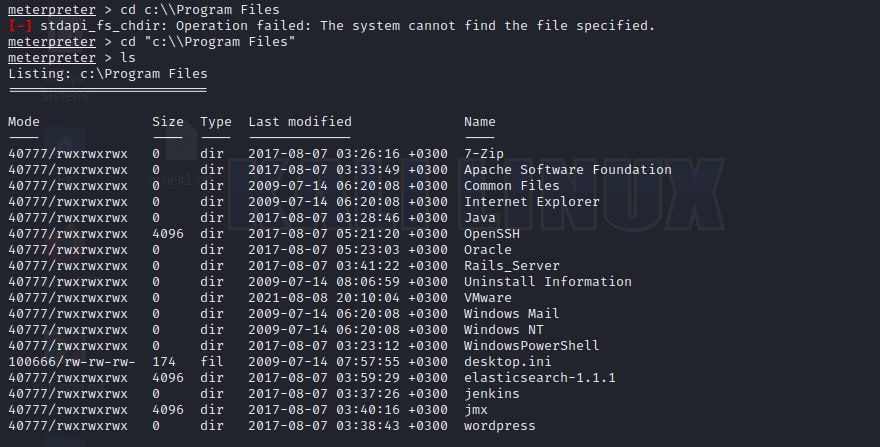 meterpreter > cd c:\\Program Files
[-] stdapi_fs_chdir: Operation failed: The system cannot find the file specified.
meterpreter > cd "c:\\Program Files"
meterpreter > ls
Listing: c:\Program Files
=========================
Mode Size Type Last modified Name
---- ---- ---- ------------- ----
40777/rwxrwxrwx 0 dir 2017-08-07 03:26:16 +0300 7-Zip
40777/rwxrwxrwx 0 dir 2017-08-07 03:33:49 +0300 Apache Software Foundation
40777/rwxrwxrwx 0 dir 2009-07-14 06:20:08 +0300 Common Files
40777/rwxrwxrwx 0 dir 2009-07-14 06:20:08 +0300 Internet Explorer
40777/rwxrwxrwx 0 dir 2017-08-07 03:28:46 +0300 Java
40777/rwxrwxrwx 4096 dir 2017-08-07 05:21:20 +0300 OpenSSH
40777/rwxrwxrwx 0 dir 2017-08-07 05:23:03 +0300 Oracle
40777/rwxrwxrwx 0 dir 2017-08-07 03:41:22 +0300 Rails_Server
40777/rwxrwxrwx 0 dir 2009-07-14 08:06:59 +0300 Uninstall Information
40777/rwxrwxrwx 0 dir 2021-08-08 20:10:04 +0300 VMware
40777/rwxrwxrwx 0 dir 2009-07-14 06:20:08 +0300 Windows Mail
40777/rwxrwxrwx 0 dir 2009-07-14 06:20:08 +0300 Windows NT
40777/rwxrwxrwx 0 dir 2017-08-07 03:23:12 +0300 WindowsPowerShell
100666/rw-rw-rw- 174 fil 2009-07-14 07:57:55 +0300 desktop.ini
40777/rwxrwxrwx 4096 dir 2017-08-07 03:59:29 +0300 elasticsearch-1.1.1
40777/rwxrwxrwx 0 dir 2017-08-07 03:37:26 +0300 jenkins
40777/rwxrwxrwx 4096 dir 2017-08-07 03:40:16 +0300 jmx
40777/rwxrwxrwx 0 dir 2017-08-07 03:38:43 +0300 wordpress